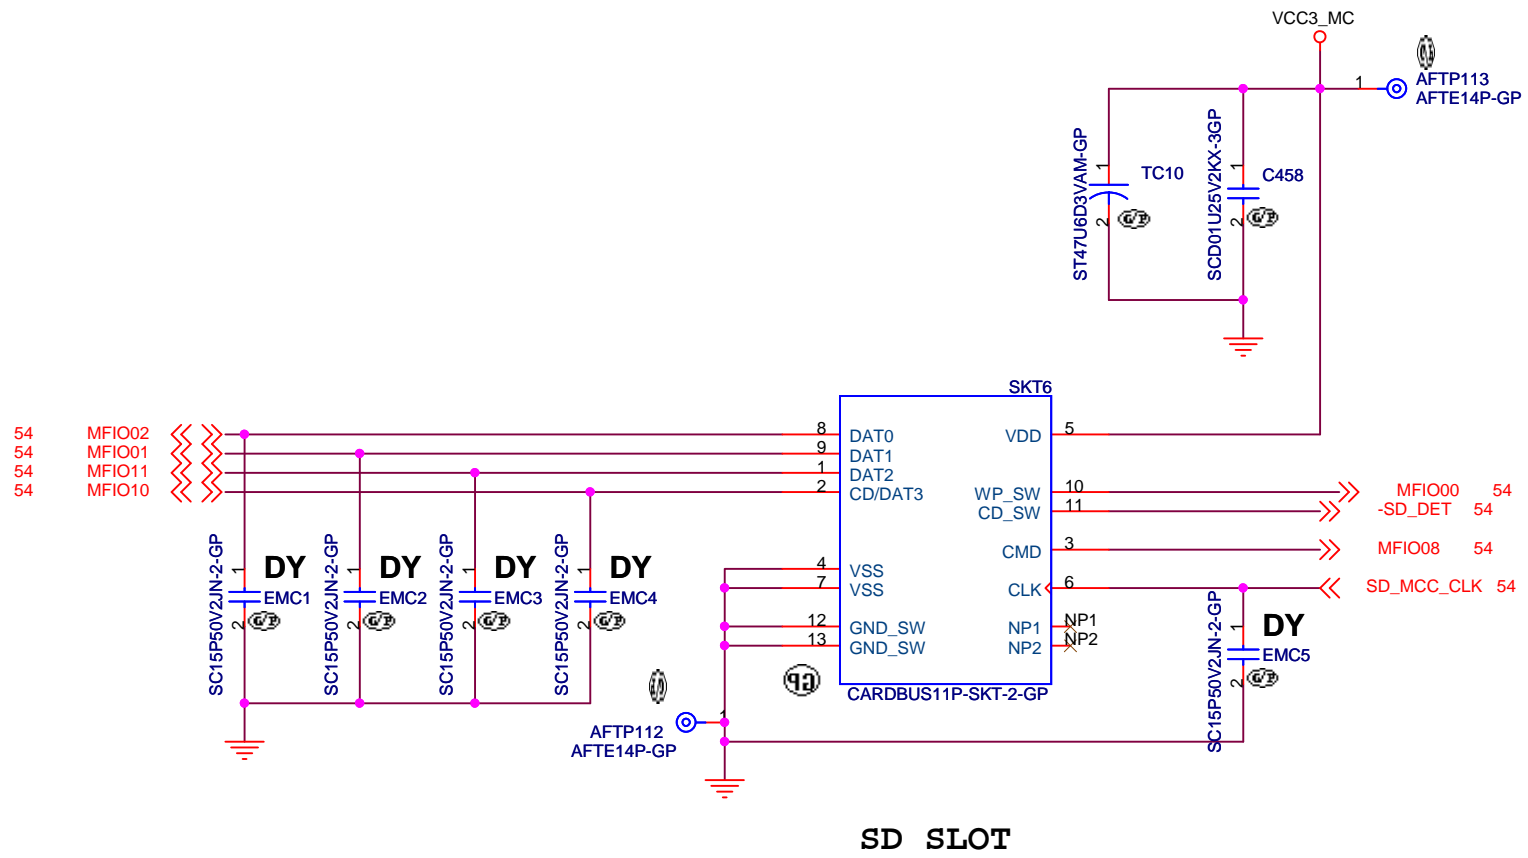 VCC3_MC
1
AFTP113
AFTE14P-GP
ST47U6D3VAM-GP
1
2
TC10
G/P
SCD01U25V2KX-3GP
1
2
C458
G/P
SKT6
54 MFIO02
54 MFIO01
54 MFIO11
54 MFIO10
8 DAT0
9 DAT1
1 DAT2
2 CD/DAT3
4 VSS
7 VSS
12 GND_SW
13 GND_SW
VDD 5
WP_SW 10
CD_SW 11
CMD 3
CLK 6
NP1 NP1
NP2 NP2
MFIO00 54
-SD_DET 54
MFIO08 54
SD_MCC_CLK 54
SC15P50V2JN-2-GP
1
2
DY
EMC1
G/P
SC15P50V2JN-2-GP
1
2
DY
EMC2
G/P
SC15P50V2JN-2-GP
1
2
DY
EMC3
G/P
SC15P50V2JN-2-GP
1
2
DY
EMC4
G/P
SC15P50V2JN-2-GP
1
2
DY
EMC5
G/P
CARDBUS11P-SKT-2-GP
1
AFTP112
AFTE14P-GP
SD SLOT